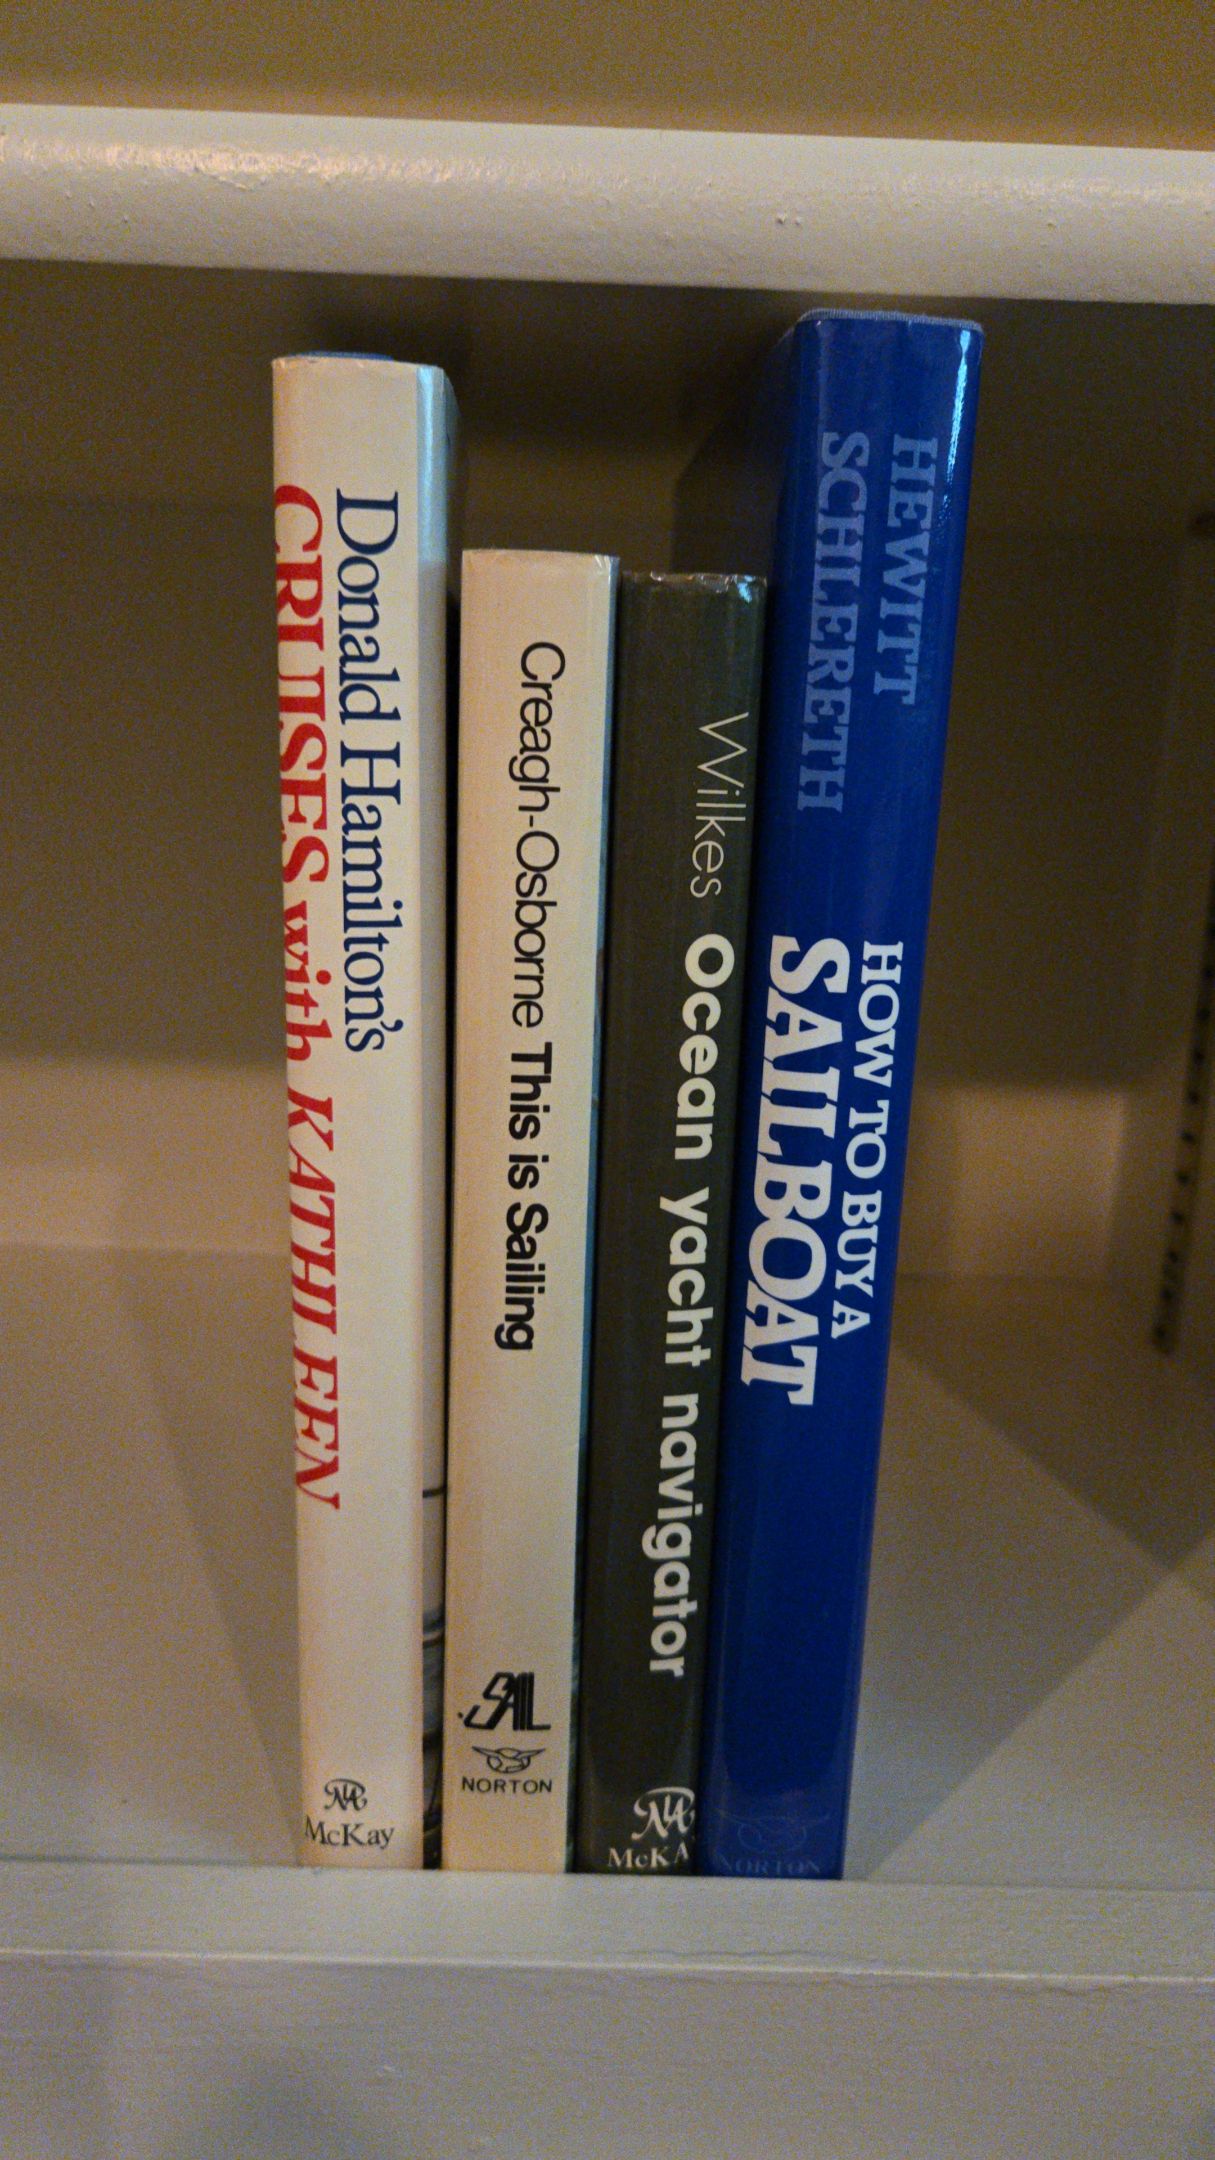 Donald Hamilton's
CRUISES with KATHLEEN
McKay
Creagh-Osborne This is Sailing
SAIL
NORTON
Wilkes Ocean yacht navigator
McKA
HEWITT
SCHLERETH
HOW TO BUY A
SAILBOAT
NORTON